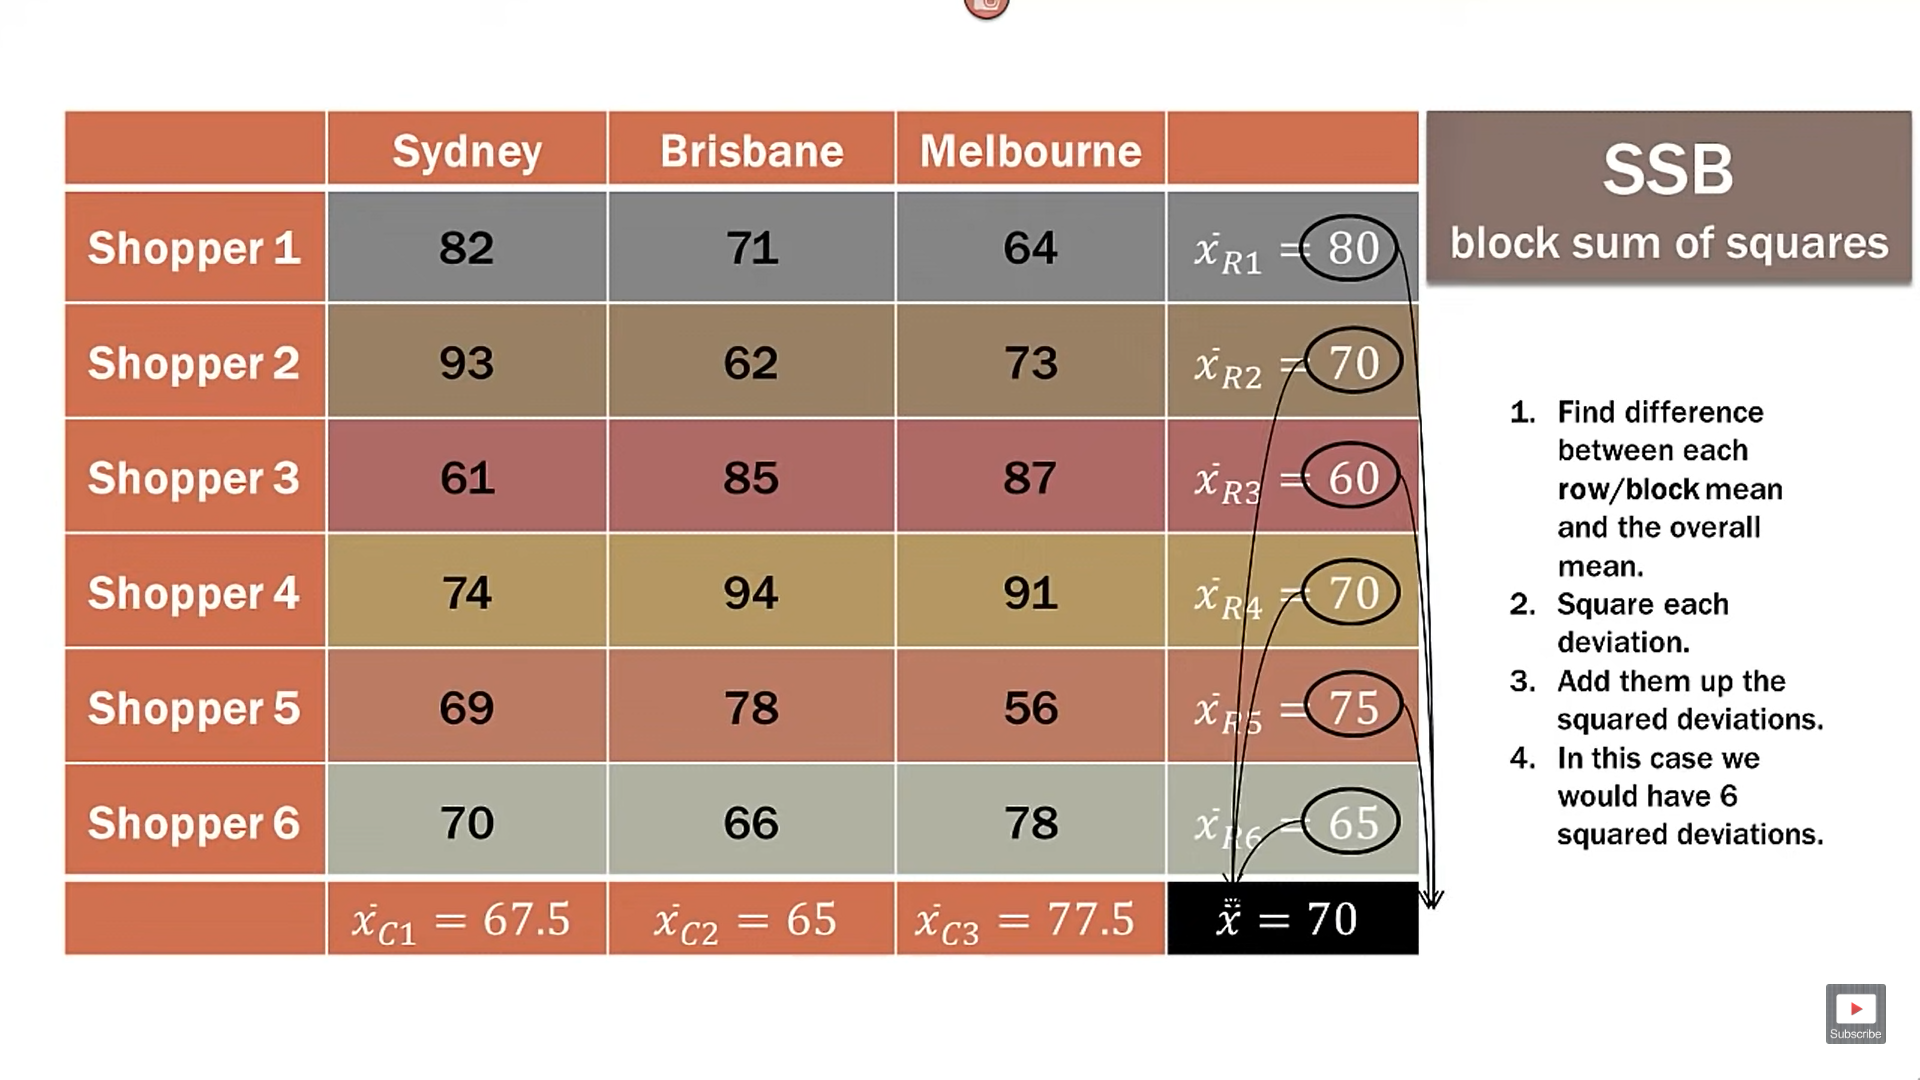 Sydney Brisbane Melbourne
Shopper 1 82 71 64 x̄R1 = 80
Shopper 2 93 62 73 x̄R2 = 70
Shopper 3 61 85 87 x̄R3 = 60
Shopper 4 74 94 91 x̄R4 = 70
Shopper 5 69 78 56 x̄R5 = 75
Shopper 6 70 66 78 x̄R6 = 65
x̄C1 = 67.5 x̄C2 = 65 x̄C3 = 77.5 x̿ = 70
SSB
block sum of squares
1. Find difference
between each
row/block mean
and the overall
mean.
2. Square each
deviation.
3. Add them up the
squared deviations.
4. In this case we
would have 6
squared deviations.
Subscribe